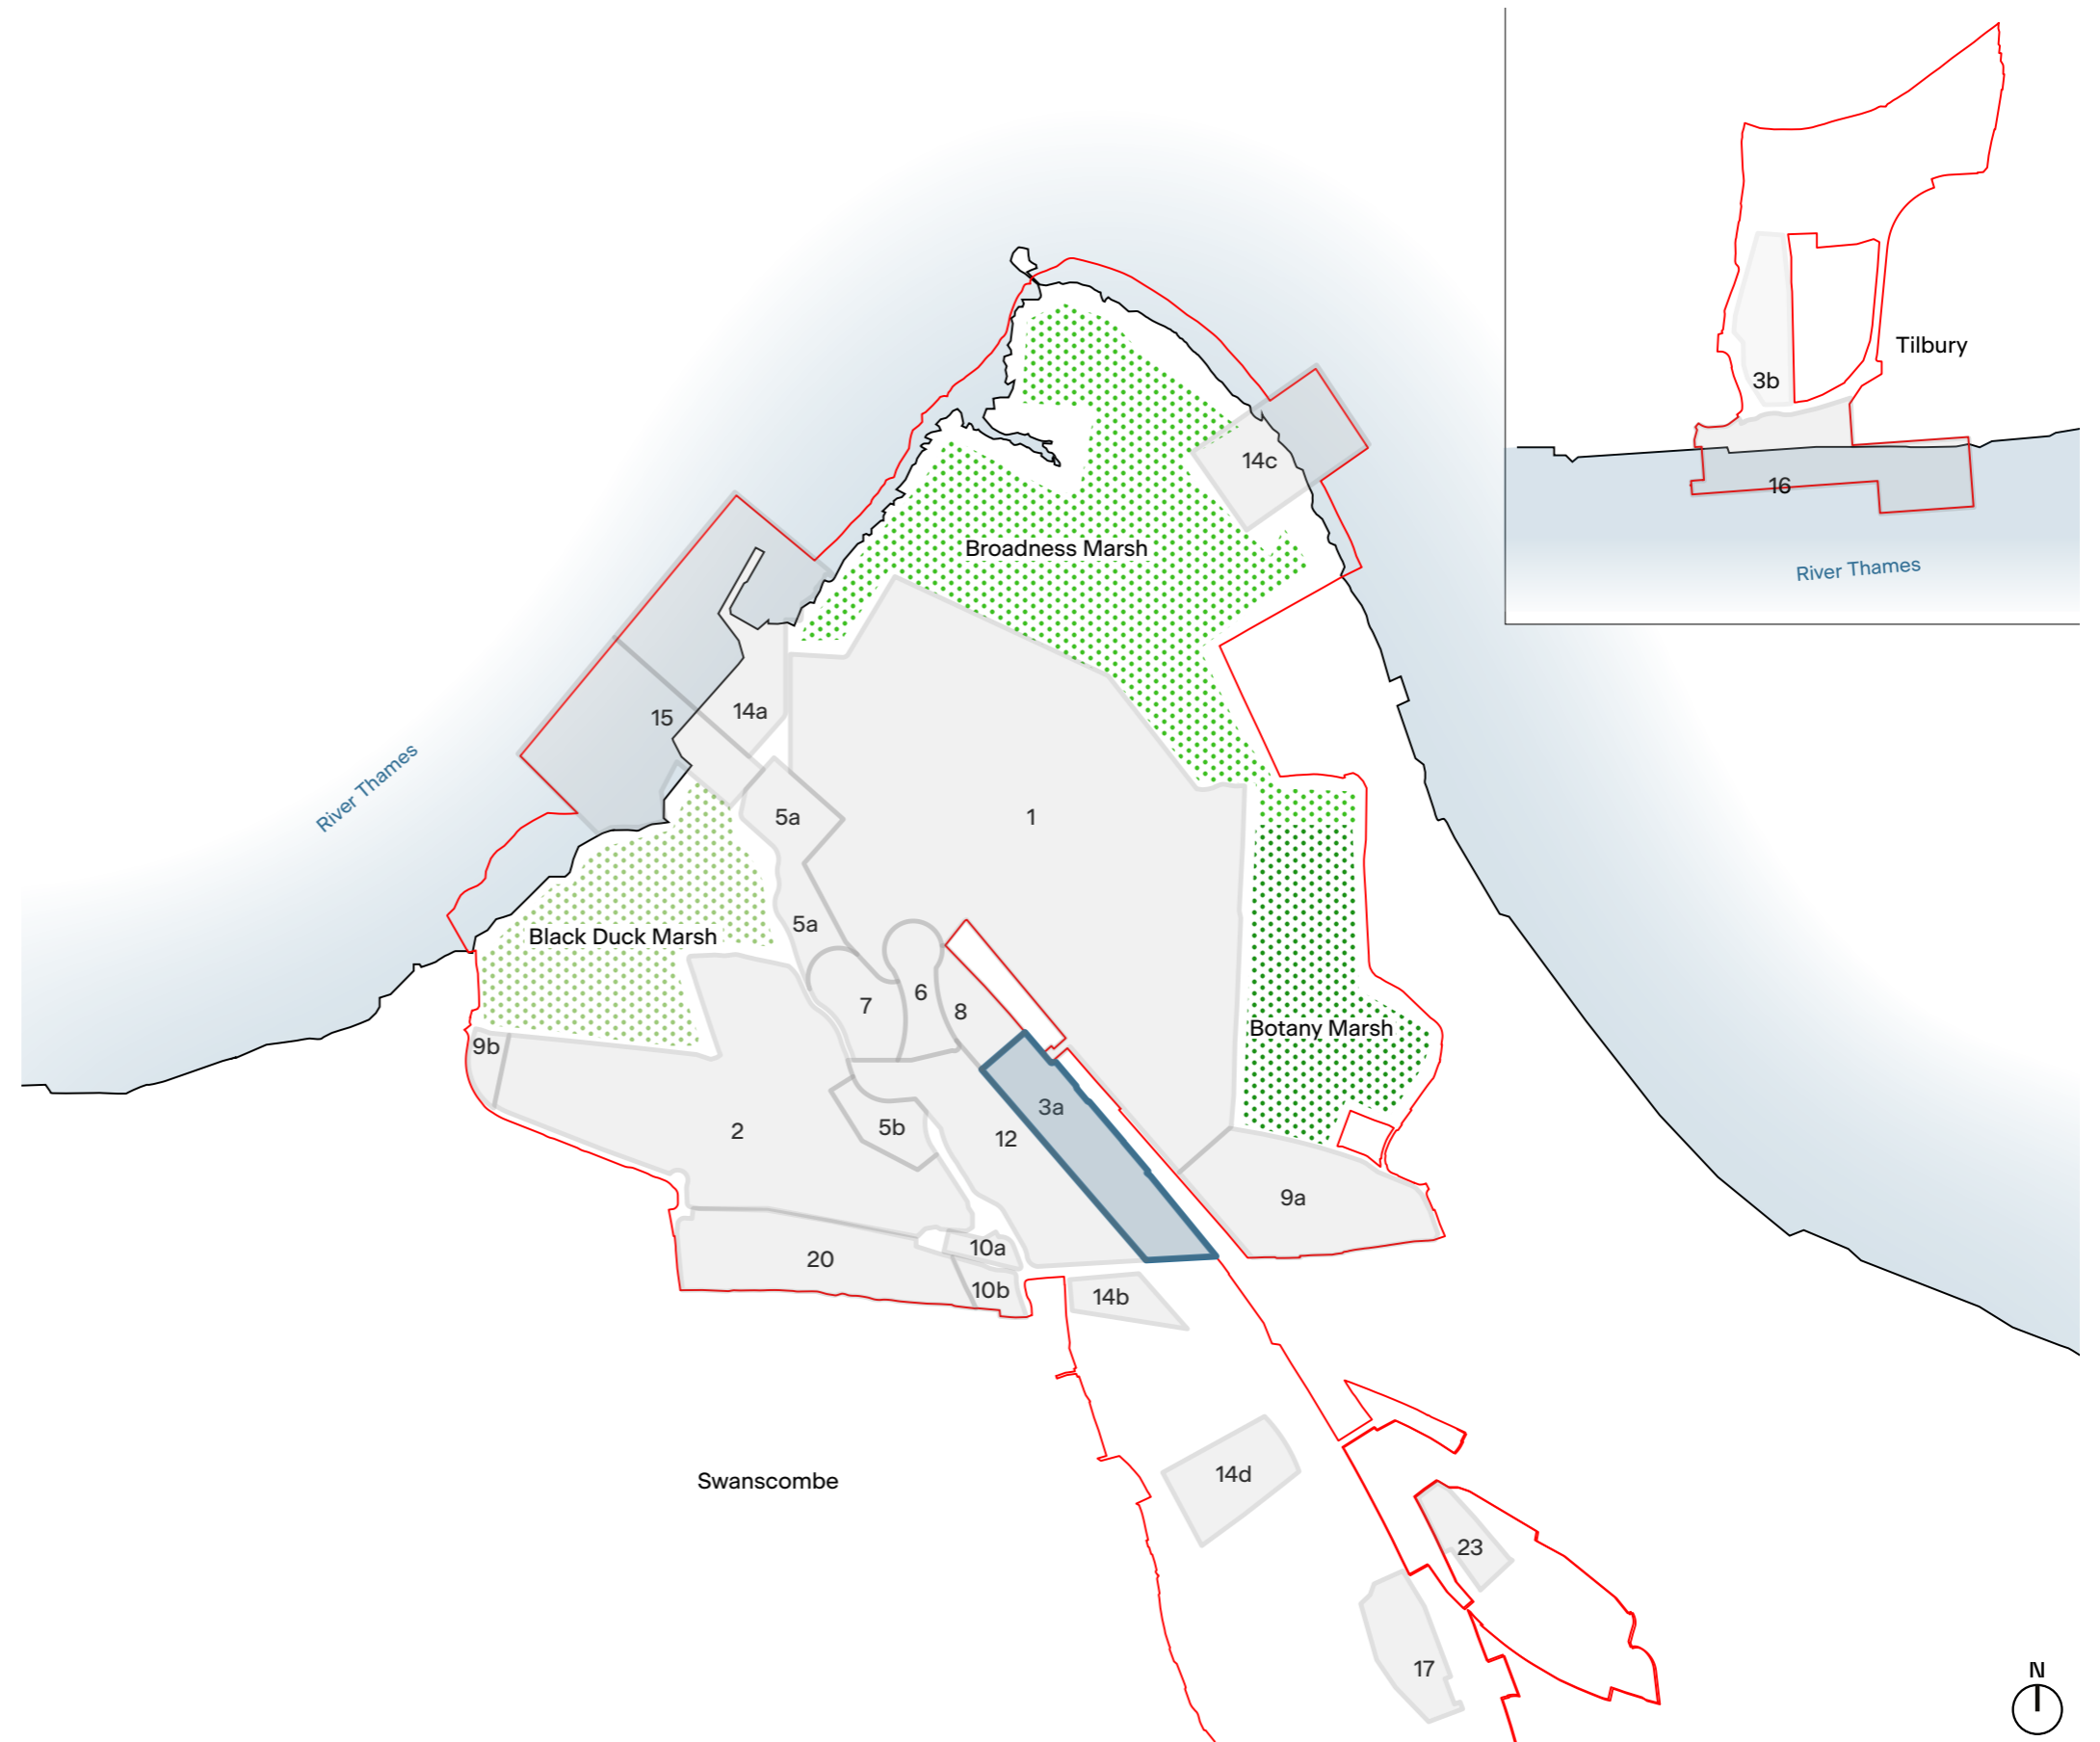 Tilbury
3b
16
River Thames
14c
Broadness Marsh
15
14a
River Thames
5a
1
5a
Black Duck Marsh
7
6
8
Botany Marsh
9b
3a
5b
2
12
9a
10a
20
10b
14b
14d
Swanscombe
23
17
N